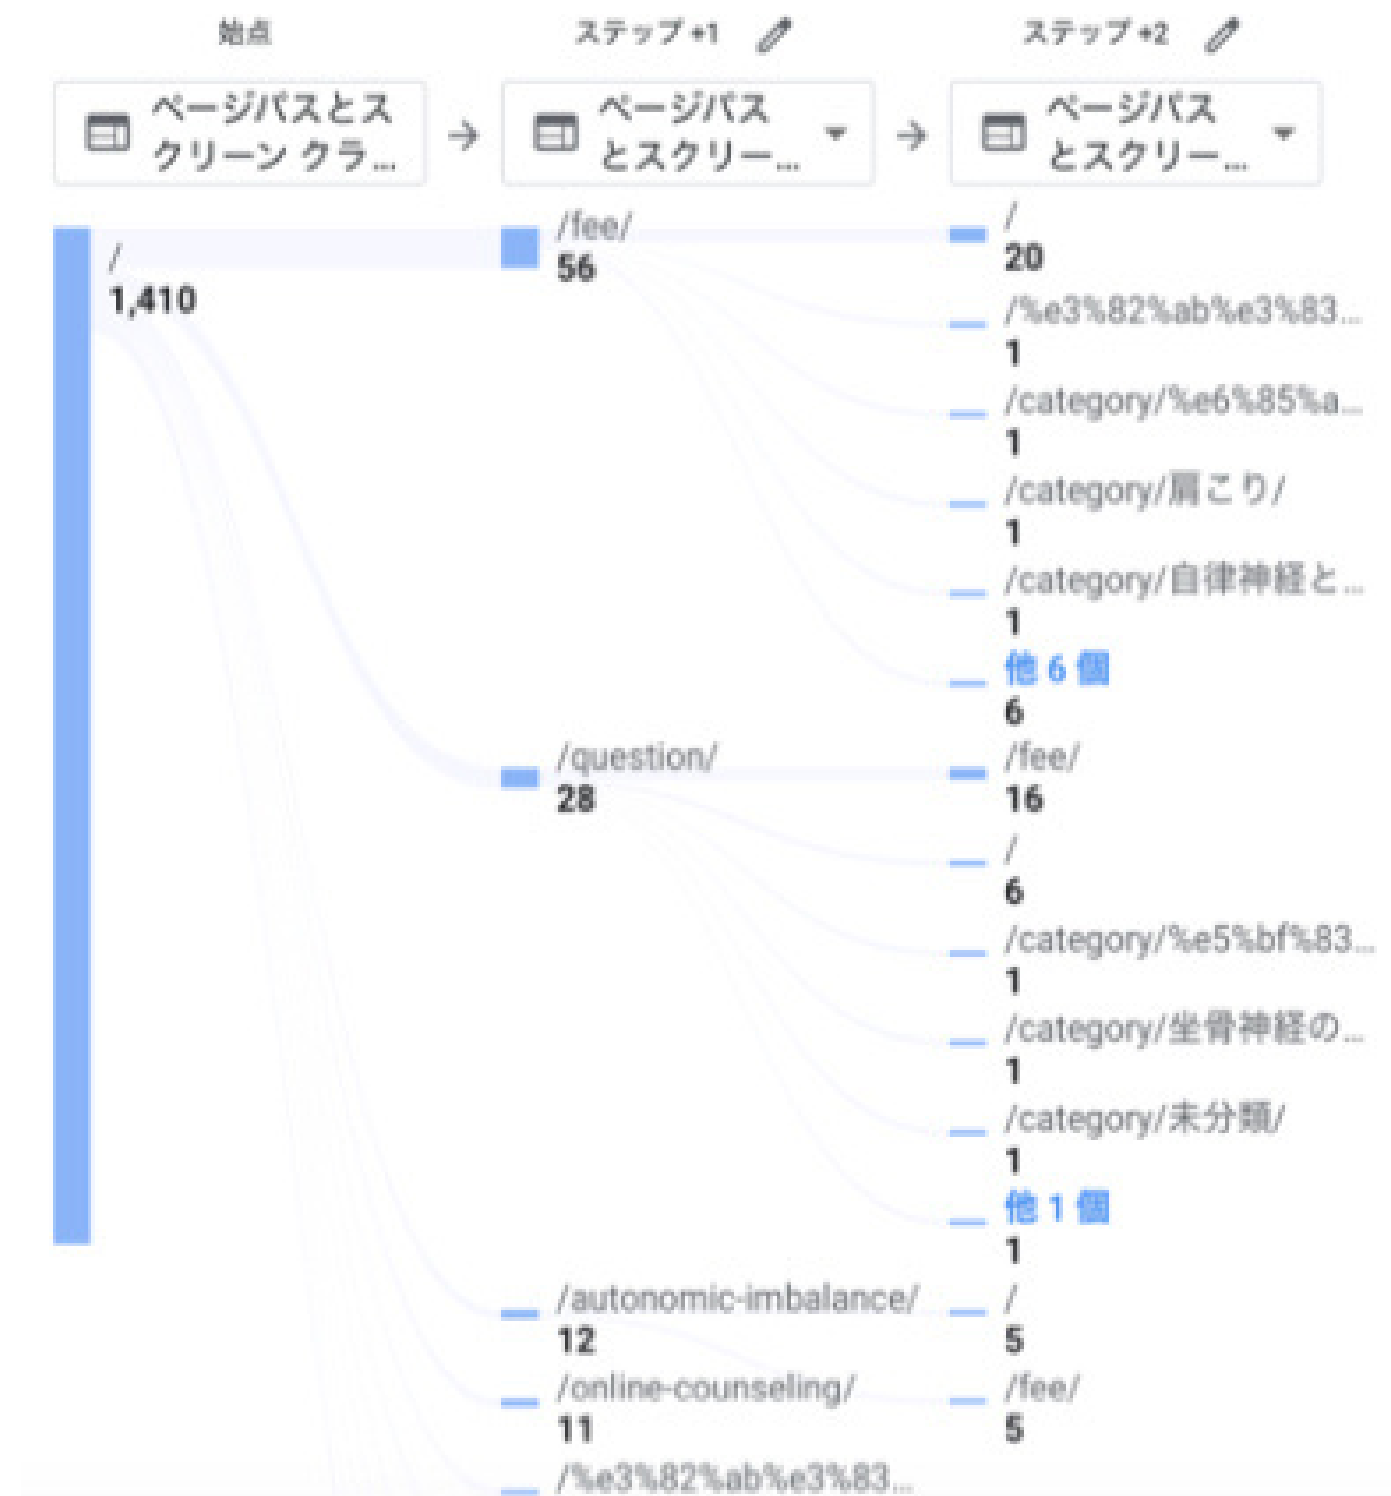 始点
ステップ +1
ステップ +2
ページパスとス
クリーン クラ...
ページパス
とスクリー...
ページパス
とスクリー...
/
1,410
/fee/
56
/
20
/%e3%82%ab%e3%83...
1
/category/%e6%85%a...
1
/category/肩こり/
1
/category/自律神経と...
1
他 6 個
6
/question/
28
/fee/
16
/
6
/category/%e5%bf%83...
1
/category/坐骨神経の...
1
/category/未分類/
1
他 1 個
1
/autonomic-imbalance/
12
/
5
/online-counseling/
11
/fee/
5
/%e3%82%ab%e3%83...